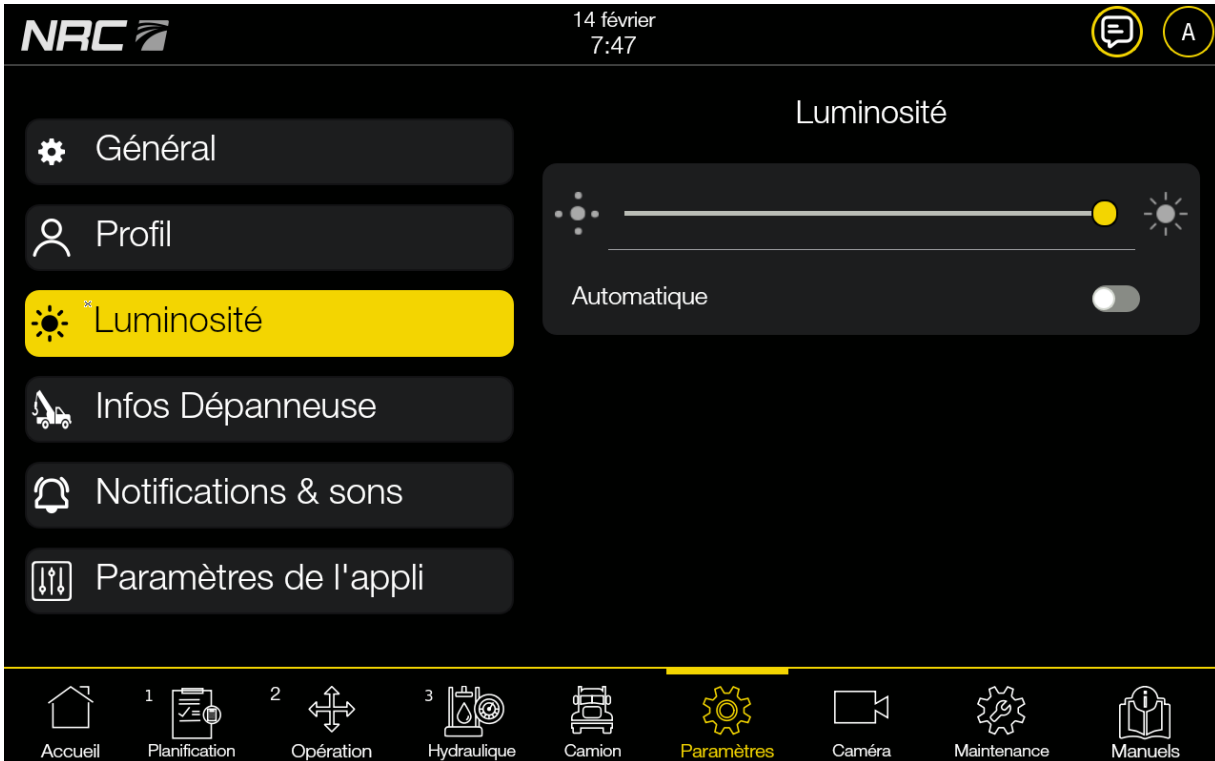 NRC
14 février
7:47
A
Luminosité
Général
Profil
Luminosité
Infos Dépanneuse
Notifications & sons
Paramètres de l'appli
Automatique
Accueil
1 Planification
2 Opération
3 Hydraulique
Camion
Paramètres
Caméra
Maintenance
Manuels